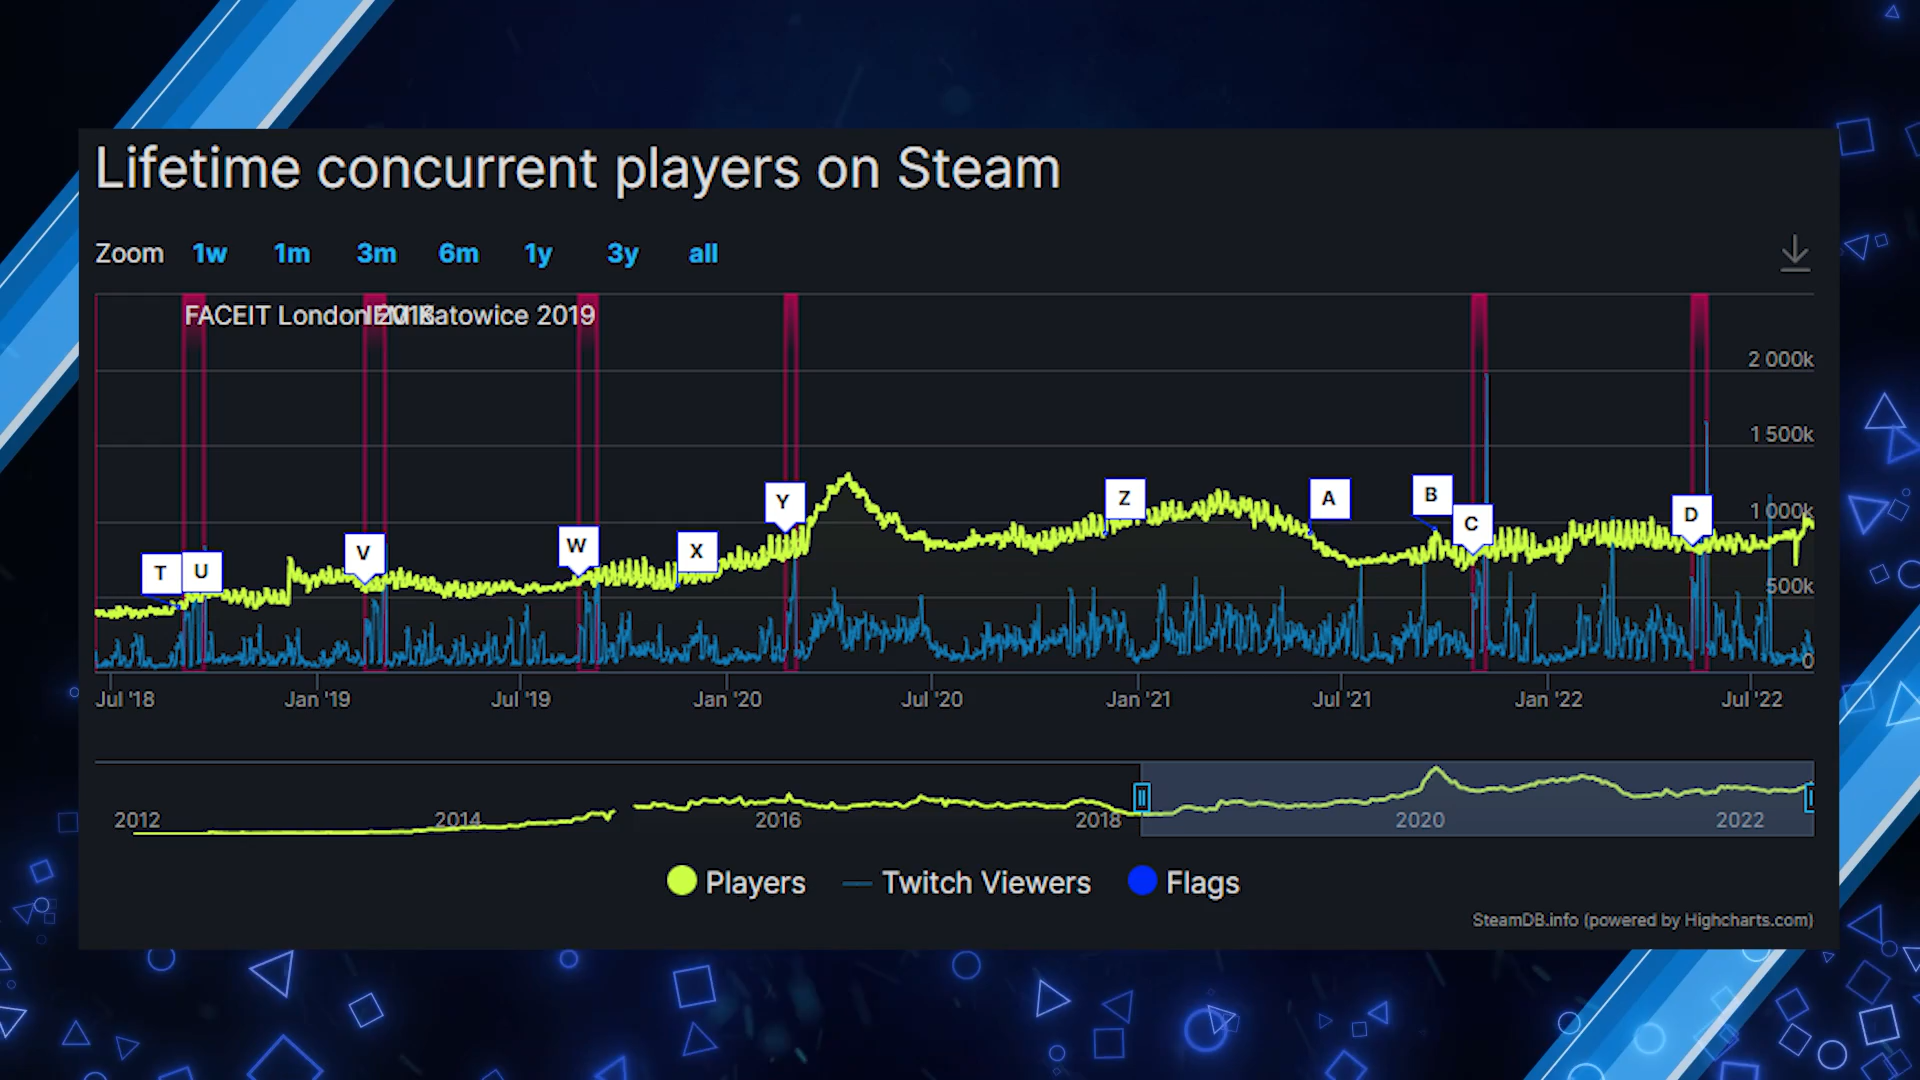 Lifetime concurrent players on Steam
Zoom 1w 1m 3m 6m 1y 3y all
FACEIT London 2018 IEM Katowice 2019
2 000k
1 500k
1 000k
500k
0
T U V W X Y Z A B C D
Jul '18 Jan '19 Jul '19 Jan '20 Jul '20 Jan '21 Jul '21 Jan '22 Jul '22
2012 2014 2016 2018 2020 2022
Players Twitch Viewers Flags
SteamDB.info (powered by Highcharts.com)